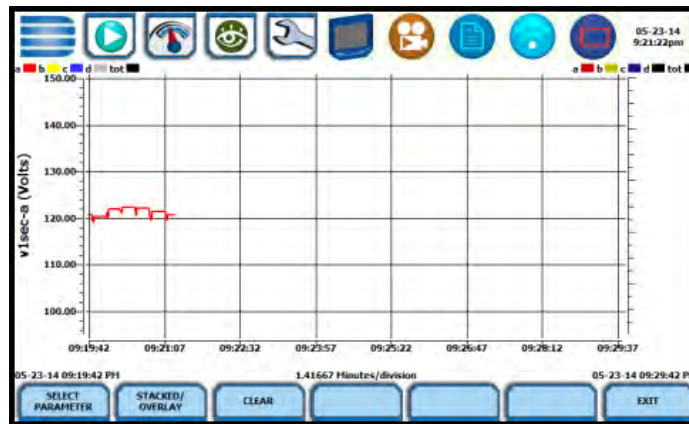 05-23-14
9:21:22pm
a b c d tot
a b c d tot
150.00
140.00
130.00
120.00
110.00
100.00
v1sec-a (Volts)
09:19:42 09:21:07 09:22:32 09:23:57 09:25:22 09:26:47 09:28:12 09:29:37
05-23-14 09:19:42 PM 1.41667 Minutes/division 05-23-14 09:29:42 P
SELECT PARAMETER
STACKED/ OVERLAY
CLEAR
EXIT